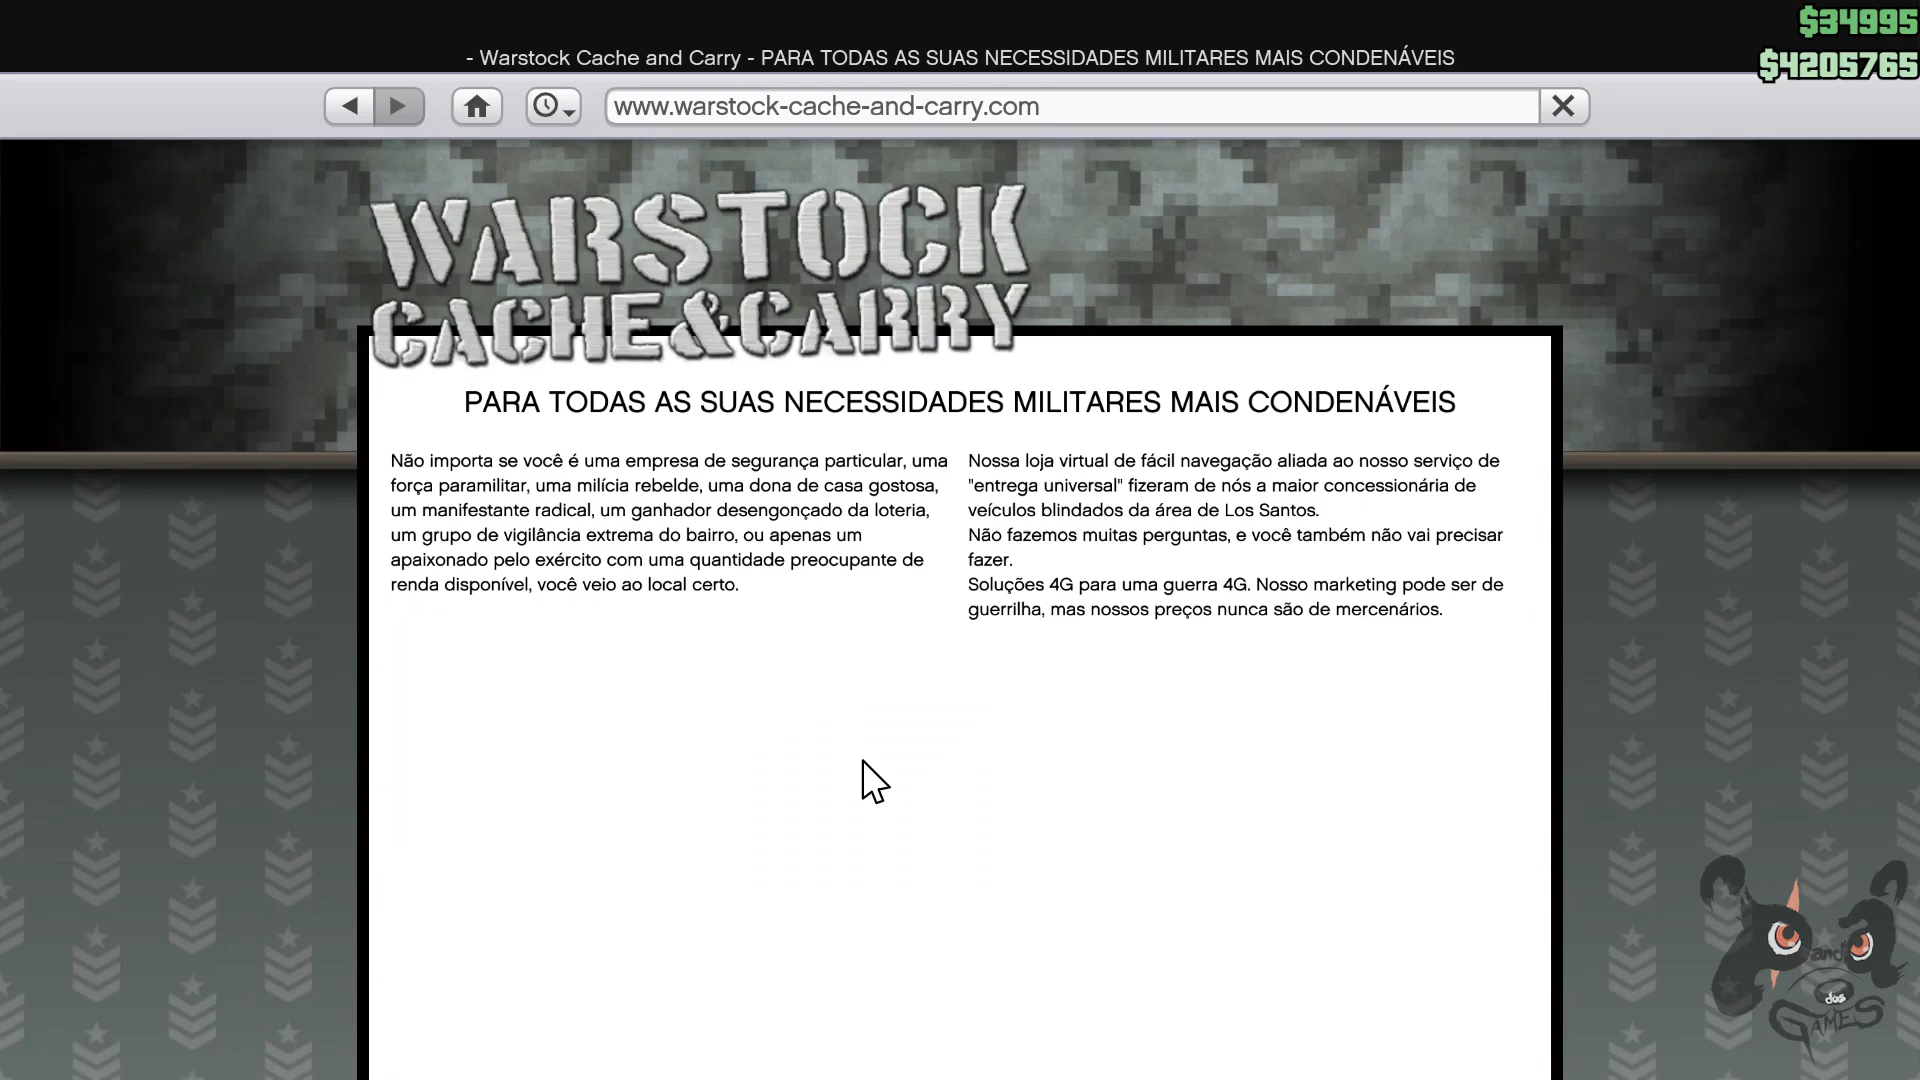 $34995
- Warstock Cache and Carry - PARA TODAS AS SUAS NECESSIDADES MILITARES MAIS CONDENÁVEIS
$4205765
www.warstock-cache-and-carry.com
WARSTOCK
CACHE&CARRY
PARA TODAS AS SUAS NECESSIDADES MILITARES MAIS CONDENÁVEIS
Não importa se você é uma empresa de segurança particular, uma
força paramilitar, uma milícia rebelde, uma dona de casa gostosa,
um manifestante radical, um ganhador desengonçado da loteria,
um grupo de vigilância extrema do bairro, ou apenas um
apaixonado pelo exército com uma quantidade preocupante de
renda disponível, você veio ao local certo.
Nossa loja virtual de fácil navegação aliada ao nosso serviço de
"entrega universal" fizeram de nós a maior concessionária de
veículos blindados da área de Los Santos.
Não fazemos muitas perguntas, e você também não vai precisar
fazer.
Soluções 4G para uma guerra 4G. Nosso marketing pode ser de
guerrilha, mas nossos preços nunca são de mercenários.
and
dos
GAMES